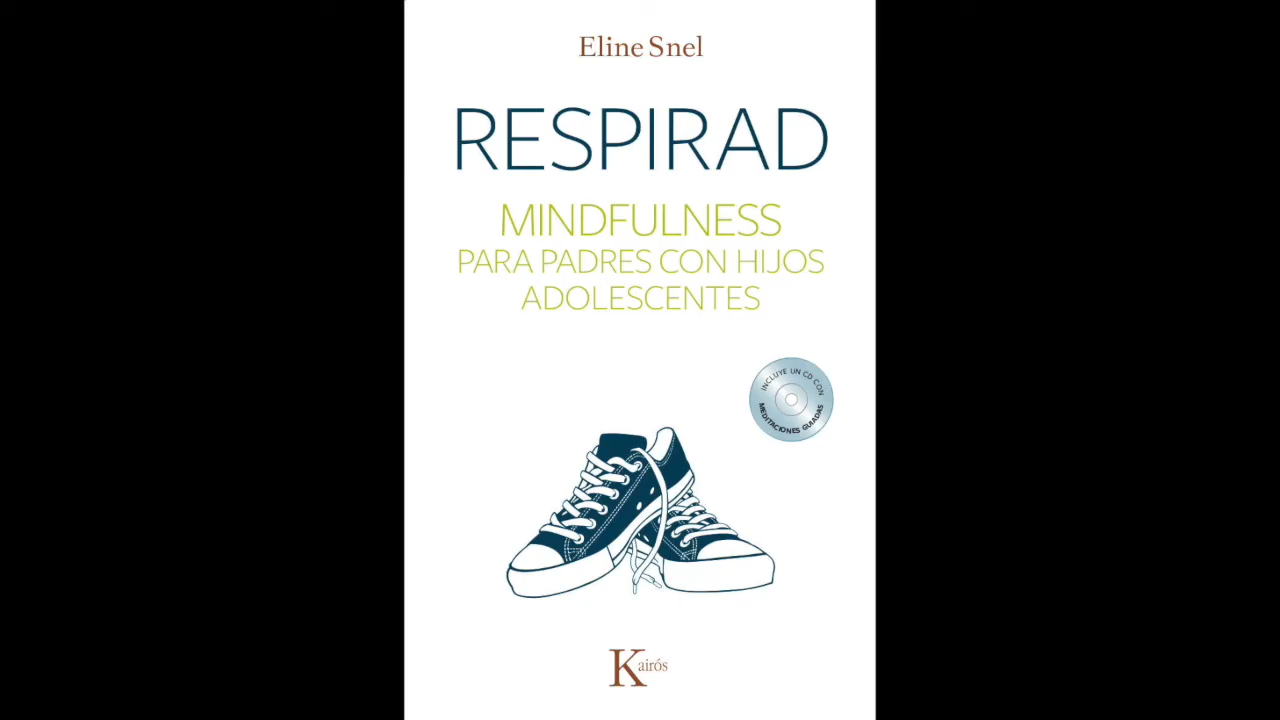 Eline Snel
RESPIRAD
MINDFULNESS
PARA PADRES CON HIJOS
ADOLESCENTES
INCLUYE UN CD CON
MEDITACIONES GUIADAS
Kairós